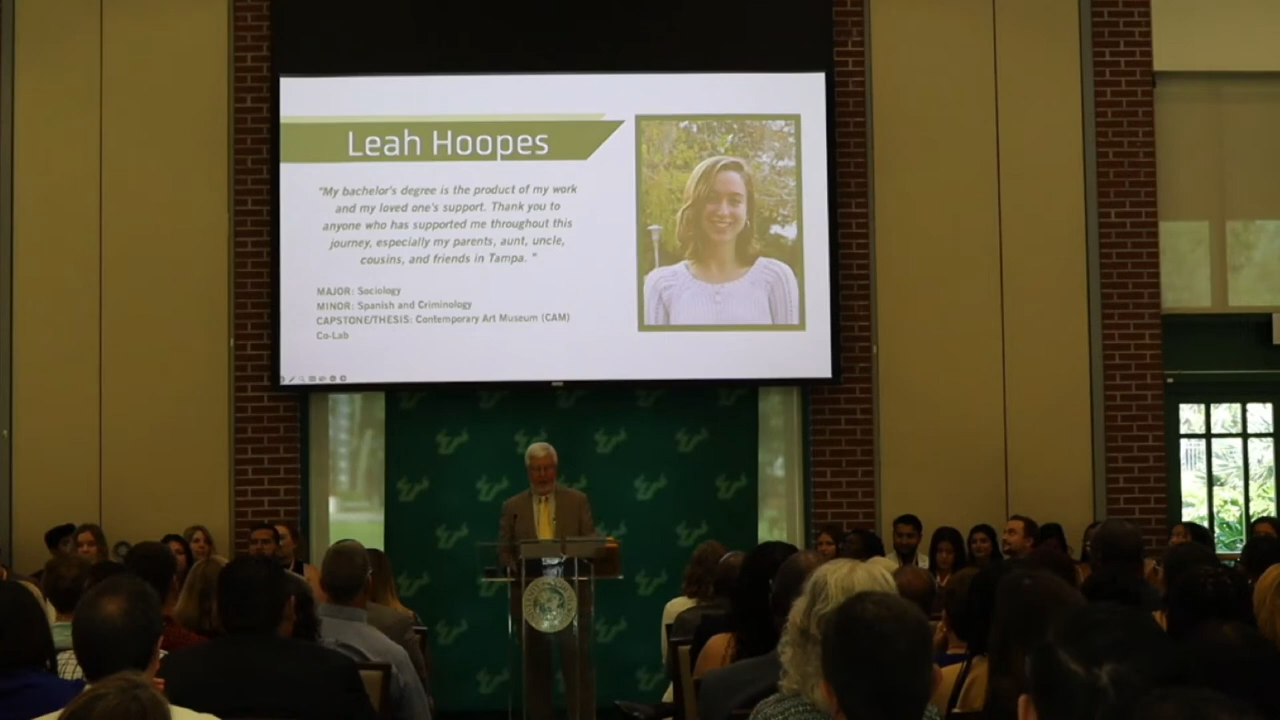 Leah Hoopes
"My bachelor's degree is the product of my work
and my loved one's support. Thank you to
anyone who has supported me throughout this
journey, especially my parents, aunt, uncle,
cousins, and friends in Tampa. "
MAJOR: Sociology
MINOR: Spanish and Criminology
CAPSTONE/THESIS: Contemporary Art Museum (CAM)
Co-Lab